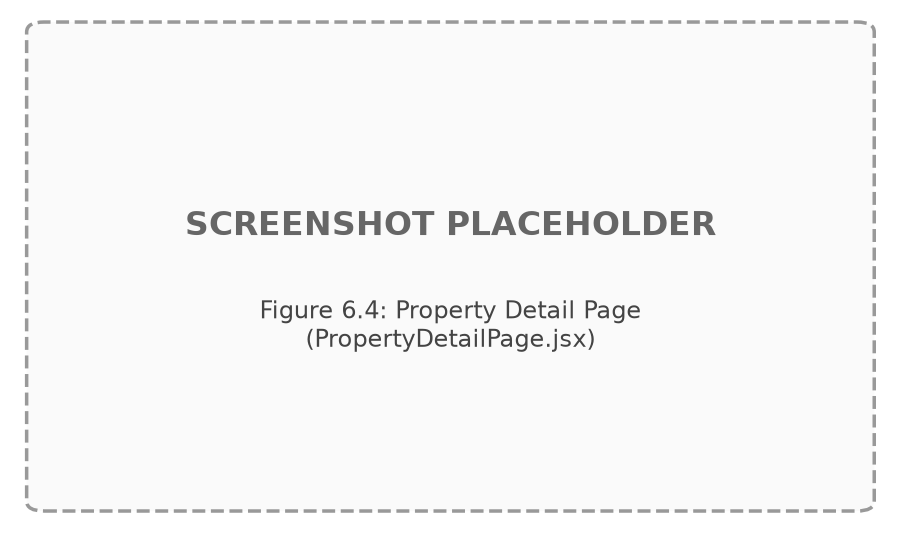 SCREENSHOT PLACEHOLDER
Figure 6.4: Property Detail Page
(PropertyDetailPage.jsx)